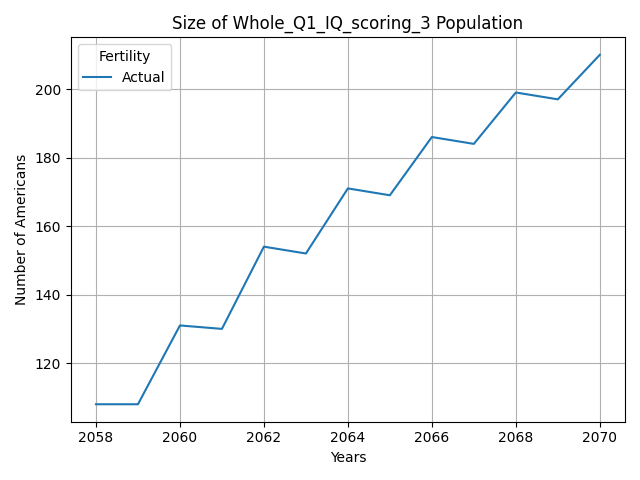 Size of Whole_Q1_IQ_scoring_3 Population
Fertility
Actual
Number of Americans
200
180
160
140
120
2058 2060 2062 2064 2066 2068 2070
Years